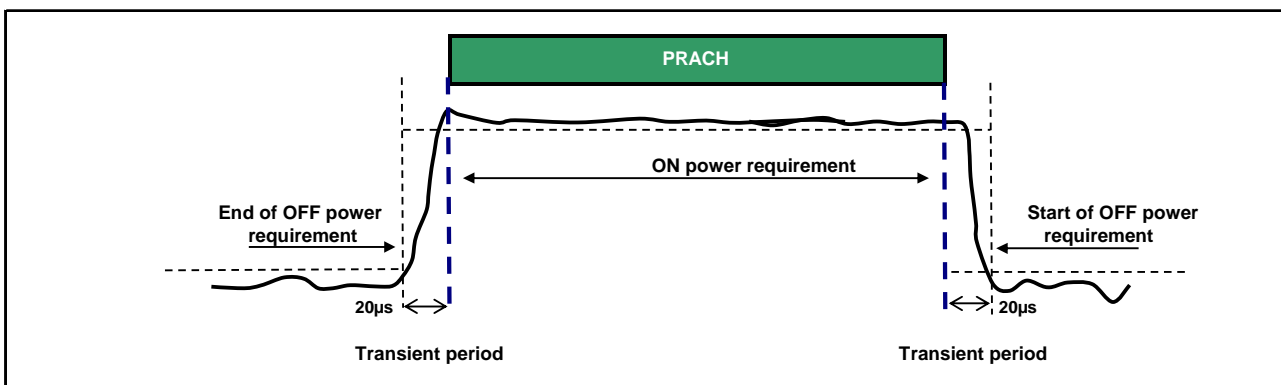 PRACH
ON power requirement
End of OFF power
requirement
Start of OFF power
requirement
20µs
20µs
Transient period
Transient period